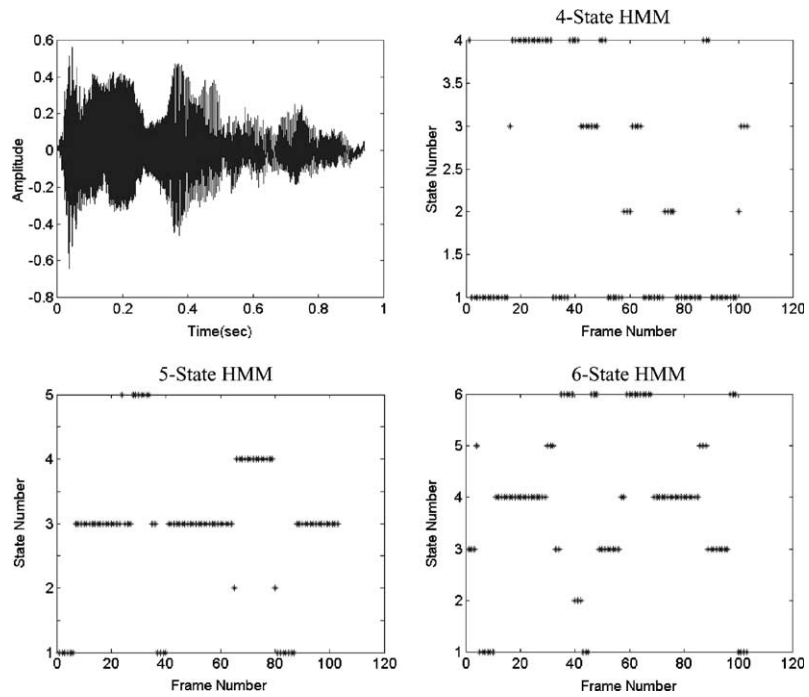 4-State HMM
0.6
0.4
0.2
0
-0.2
-0.4
-0.6
-0.8
Amplitude
0 0.2 0.4 0.6 0.8 1
Time(sec)
4
3.5
3
2.5
2
1.5
1
State Number
0 20 40 60 80 100 120
Frame Number
5-State HMM
5
4
3
2
1
State Number
0 20 40 60 80 100 120
Frame Number
6-State HMM
6
5
4
3
2
1
State Number
0 20 40 60 80 100 120
Frame Number